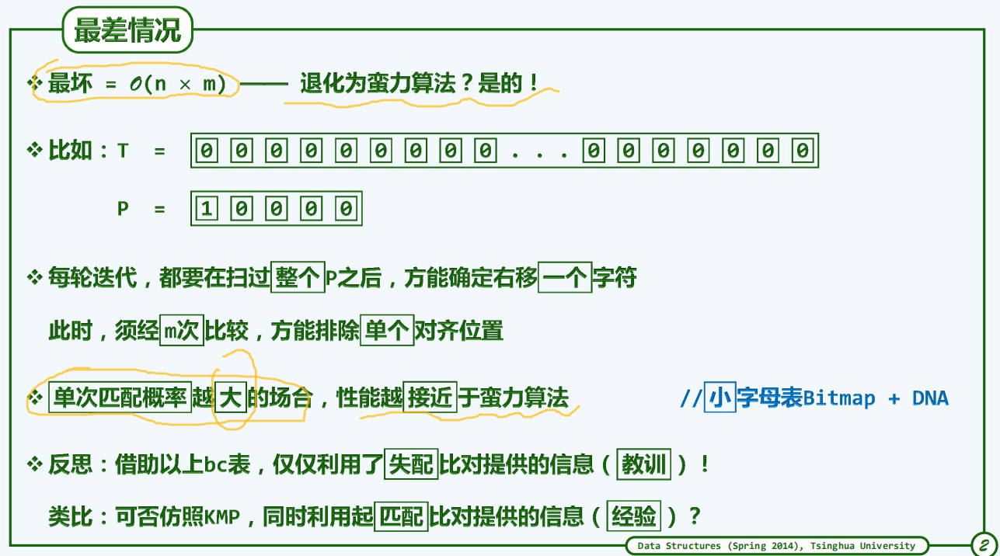 最差情况
❖ 最坏 = O(n × m) —— 退化为蛮力算法？是的！
❖ 比如：T = 0 0 0 0 0 0 0 0 0 . . . 0 0 0 0 0 0 0
P = 1 0 0 0 0
❖ 每轮迭代，都要在扫过整个P之后，方能确定右移一个字符
此时，须经m次比较，方能排除单个对齐位置
❖ 单次匹配概率越大的场合，性能越接近于蛮力算法 //小字母表Bitmap + DNA
❖ 反思：借助以上bc表，仅仅利用了失配比对提供的信息（教训）！
类比：可否仿照KMP，同时利用起匹配比对提供的信息（经验）？
Data Structures (Spring 2014), Tsinghua University 2